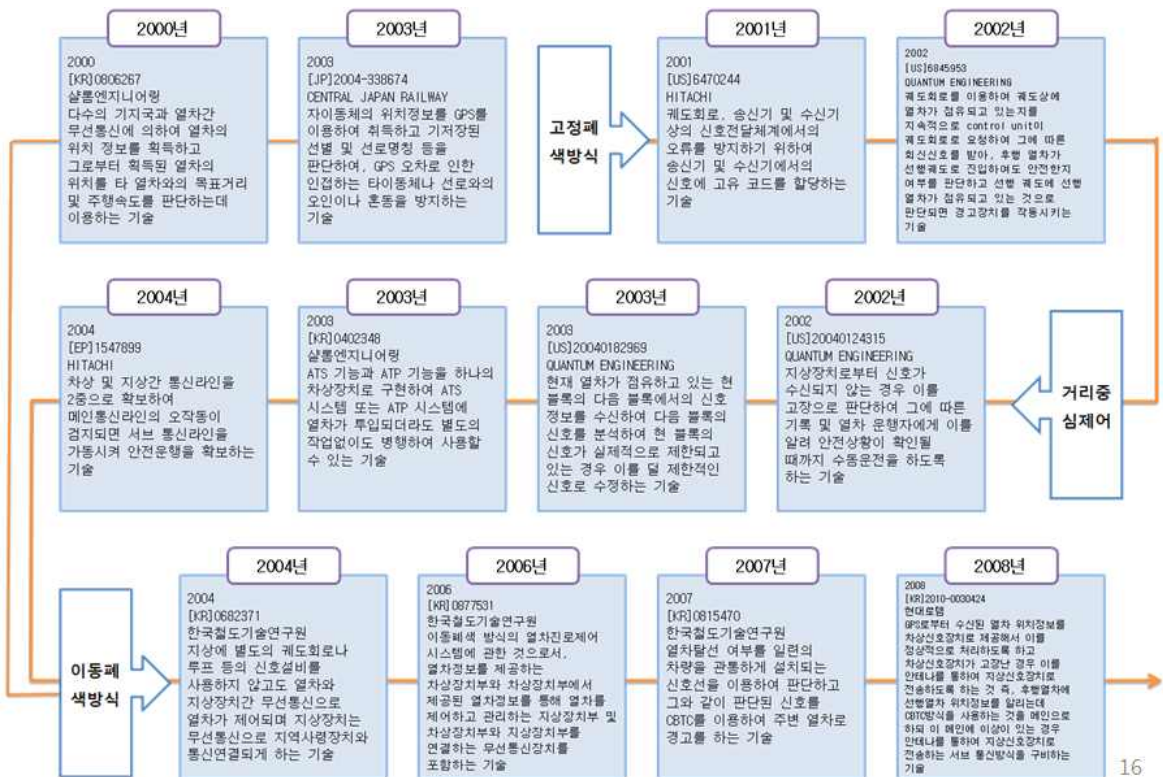 2000년
2000
[KR]0806267
샬롬엔지니어링
다수의 기지국과 열차간
무선통신에 의하여 열차의
위치 정보를 획득하고
그로부터 획득된 열차의
위치를 타 열차와의 목표거리
및 주행속도를 판단하는데
이용하는 기술
2003년
2003
[JP]2004-338674
CENTRAL JAPAN RAILWAY
자이동체의 위치정보를 GPS를
이용하여 취득하고 기저장된
선별 및 선로명칭 등을
판단하여, GPS 오차로 인한
인접하는 타이동체나 선로와의
오인이나 혼동을 방지하는
기술
고정폐
색방식
2001년
2001
[US]6470244
HITACHI
궤도회로, 송신기 및 수신기
상의 신호전달체계에서의
오류를 방지하기 위하여
송신기 및 수신기에서의
신호에 고유 코드를 할당하는
기술
2002년
2002
[US]6845953
QUANTUM ENGINEERING
궤도회로를 이용하여 궤도상에
열차가 점유되고 있는지를
지속적으로 control unit이
궤도회로로 요청하여 그에 따른
회신신호를 받아, 후행 열차가
선행궤도로 진입하여도 안전한지
여부를 판단하고 선행 궤도에 선행
열차가 점유되고 있는 것으로
판단되면 경고장치를 작동시키는
기술
2004년
2004
[EP]1547899
HITACHI
차상 및 지상간 통신라인을
2중으로 확보하여
메인통신라인의 오작동이
검지되면 서브 통신라인을
가동시켜 안전운행을 확보하는
기술
2003년
2003
[KR]0402348
샬롬엔지니어링
ATS 기능과 ATP 기능을 하나의
차상장치로 구현하여 ATS
시스템 또는 ATP 시스템에
열차가 투입되더라도 별도의
작업없이도 병행하여 사용할
수 있는 기술
2003년
2003
[US]20040182969
QUANTUM ENGINEERING
현재 열차가 점유하고 있는 현
블록의 다음 블록에서의 신호
정보를 수신하여 다음 블록의
신호를 분석하여 현 블록의
신호가 실제적으로 제한되고
있는 경우 이를 덜 제한적인
신호로 수정하는 기술
2002년
2002
[US]20040124315
QUANTUM ENGINEERING
지상장치로부터 신호가
수신되지 않는 경우 이를
고장으로 판단하여 그에 따른
기록 및 열차 운행자에게 이를
알려 안전상황이 확인될
때까지 수동운전을 하도록
하는 기술
거리중
심제어
이동폐
색방식
2004년
2004
[KR]0682371
한국철도기술연구원
지상에 별도의 궤도회로나
루프 등의 신호설비를
사용하지 않고도 열차와
지상장치간 무선통신으로
열차가 제어되며 지상장치는
무선통신으로 지역사령장치와
통신연결되게 하는 기술
2006년
2006
[KR]0877531
한국철도기술연구원
이동폐색 방식의 열차진로제어
시스템에 관한 것으로서,
열차정보를 제공하는
차상장치부와 차상장치부에서
제공된 열차정보를 통해 열차를
제어하고 관리하는 지상장치부 및
차상장치부와 지상장치부를
연결하는 무선통신장치를
포함하는 기술
2007년
2007
[KR]0815470
한국철도기술연구원
열차탈선 여부를 일련의
차량을 관통하게 설치되는
신호선을 이용하여 판단하고
그와 같이 판단된 신호를
CBTC를 이용하여 주변 열차로
경고를 하는 기술
2008년
2008
[KR]2010-0030424
현대로템
GPS로부터 수신된 열차 위치정보를
차상신호장치로 제공해서 이를
정상적으로 처리하도록 하고
차상신호장치가 고장난 경우 이를
안테나를 통하여 지상신호장치로
전송하도록 하는 것 즉, 후행열차에
선행열차 위치정보를 알리는데
CBTC방식을 사용하는 것을 메인으로
하되 이 메인에 이상이 있는 경우
안테나를 통하여 지상신호장치로
전송하는 서브 통신방식을 구비하는
기술
16